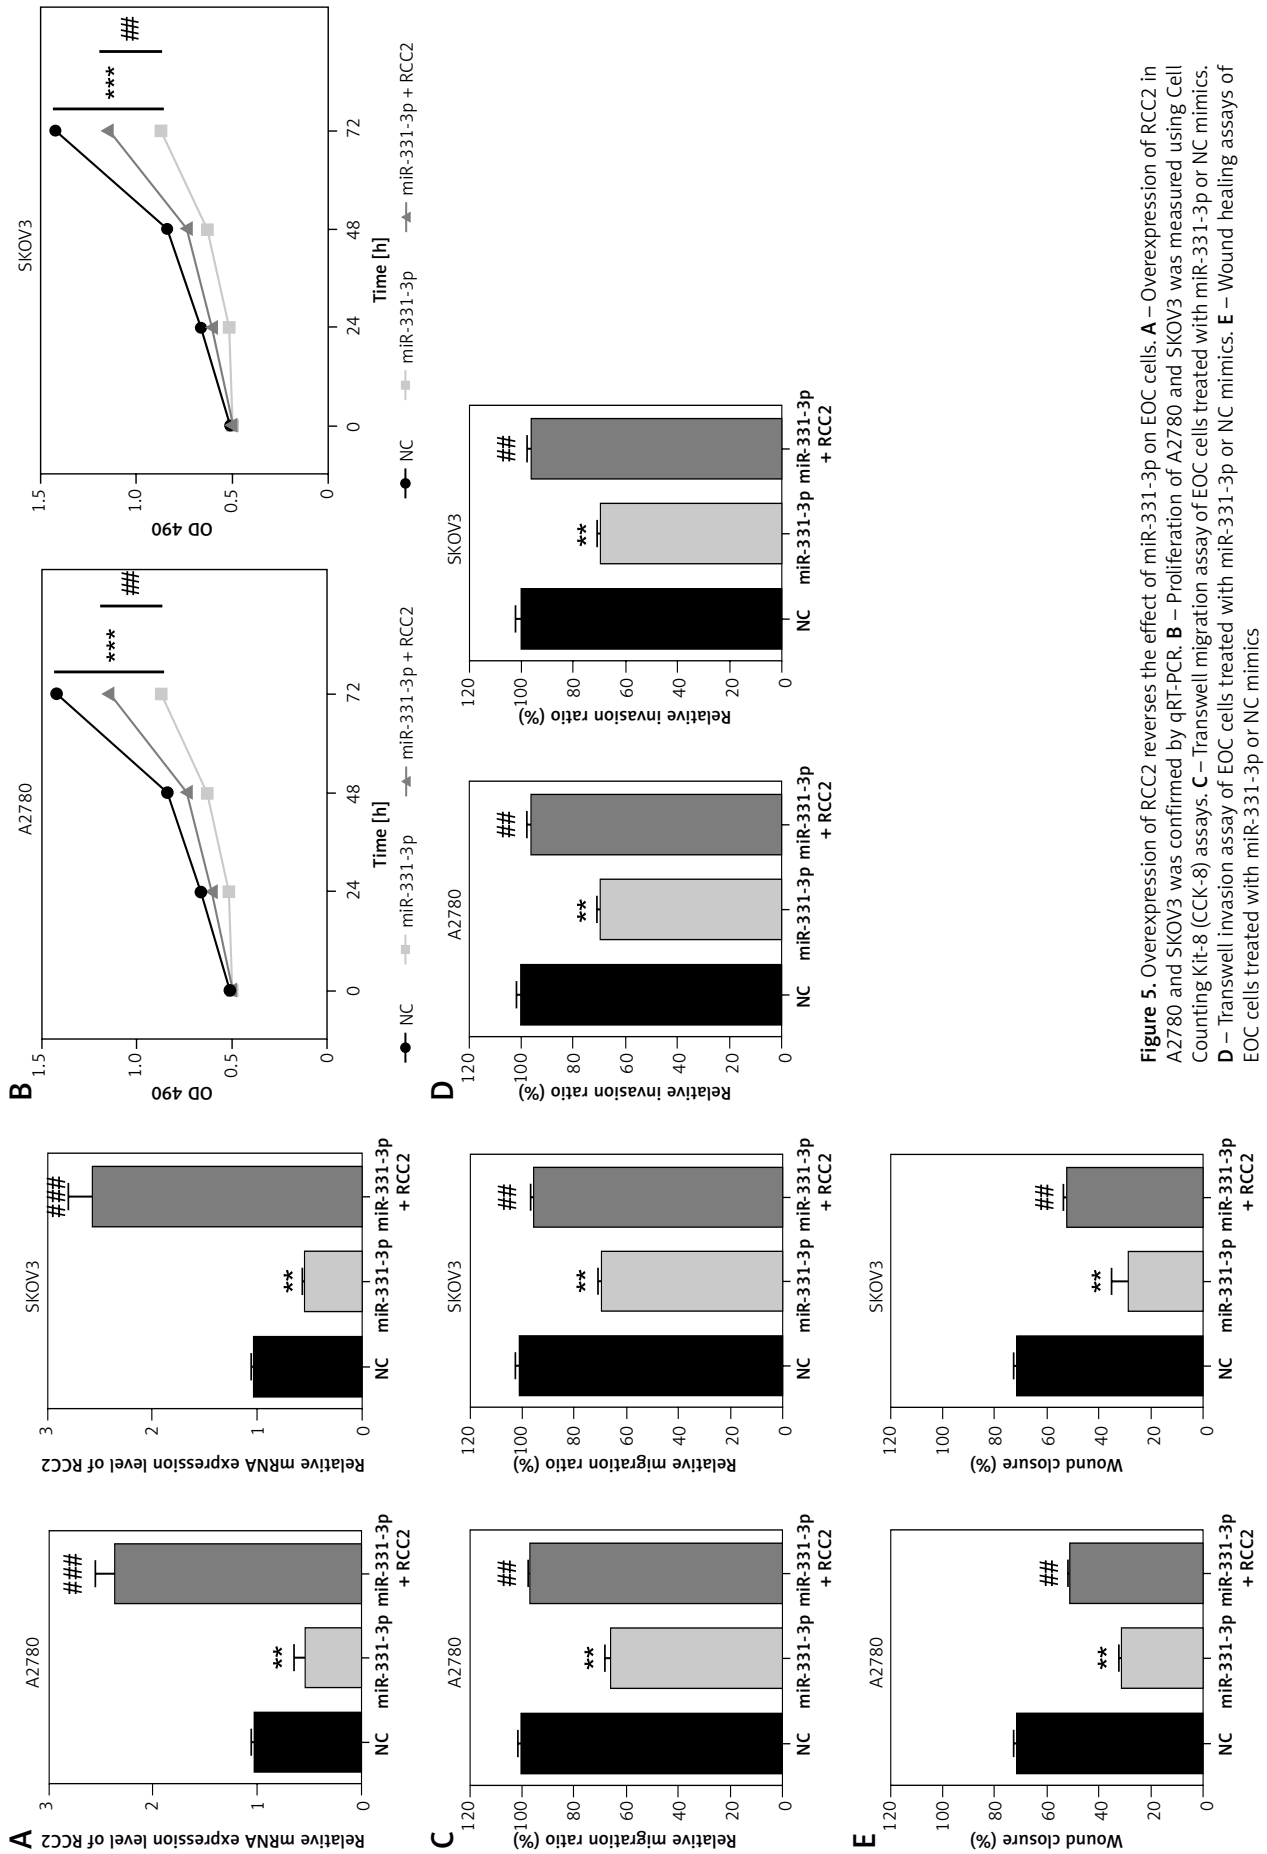 A
A2780
Relative mRNA expression level of RCC2
3
2
1
0
**
###
NC
miR-331-3p
miR-331-3p
+ RCC2
SKOV3
Relative mRNA expression level of RCC2
3
2
1
0
**
###
NC
miR-331-3p
miR-331-3p
+ RCC2
B
A2780
OD 490
1.5
1.0
0.5
0
***
##
0
24
48
72
Time [h]
NC
miR-331-3p
miR-331-3p + RCC2
SKOV3
OD 490
1.5
1.0
0.5
0
***
##
0
24
48
72
Time [h]
NC
miR-331-3p
miR-331-3p + RCC2
C
A2780
Relative migration ratio (%)
120
100
80
60
40
20
0
**
##
NC
miR-331-3p
miR-331-3p
+ RCC2
SKOV3
Relative migration ratio (%)
120
100
80
60
40
20
0
**
##
NC
miR-331-3p
miR-331-3p
+ RCC2
D
A2780
Relative invasion ratio (%)
120
100
80
60
40
20
0
**
##
NC
miR-331-3p
miR-331-3p
+ RCC2
SKOV3
Relative invasion ratio (%)
120
100
80
60
40
20
0
**
##
NC
miR-331-3p
miR-331-3p
+ RCC2
E
A2780
Wound closure (%)
120
100
80
60
40
20
0
**
##
NC
miR-331-3p
miR-331-3p
+ RCC2
SKOV3
Wound closure (%)
120
100
80
60
40
20
0
**
##
NC
miR-331-3p
miR-331-3p
+ RCC2
Figure 5. Overexpression of RCC2 reverses the effect of miR-331-3p on EOC cells. A – Overexpression of RCC2 in
A2780 and SKOV3 was confirmed by qRT-PCR. B – Proliferation of A2780 and SKOV3 was measured using Cell
Counting Kit-8 (CCK-8) assays. C – Transwell migration assay of EOC cells treated with miR-331-3p or NC mimics.
D – Transwell invasion assay of EOC cells treated with miR-331-3p or NC mimics. E – Wound healing assays of
EOC cells treated with miR-331-3p or NC mimics